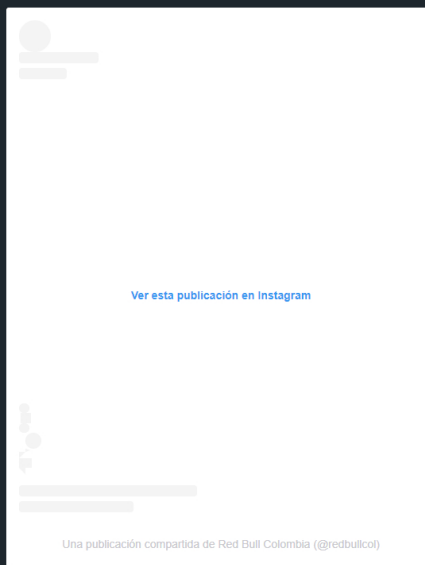 Ver esta publicación en Instagram
Una publicación compartida de Red Bull Colombia (@redbullcol)